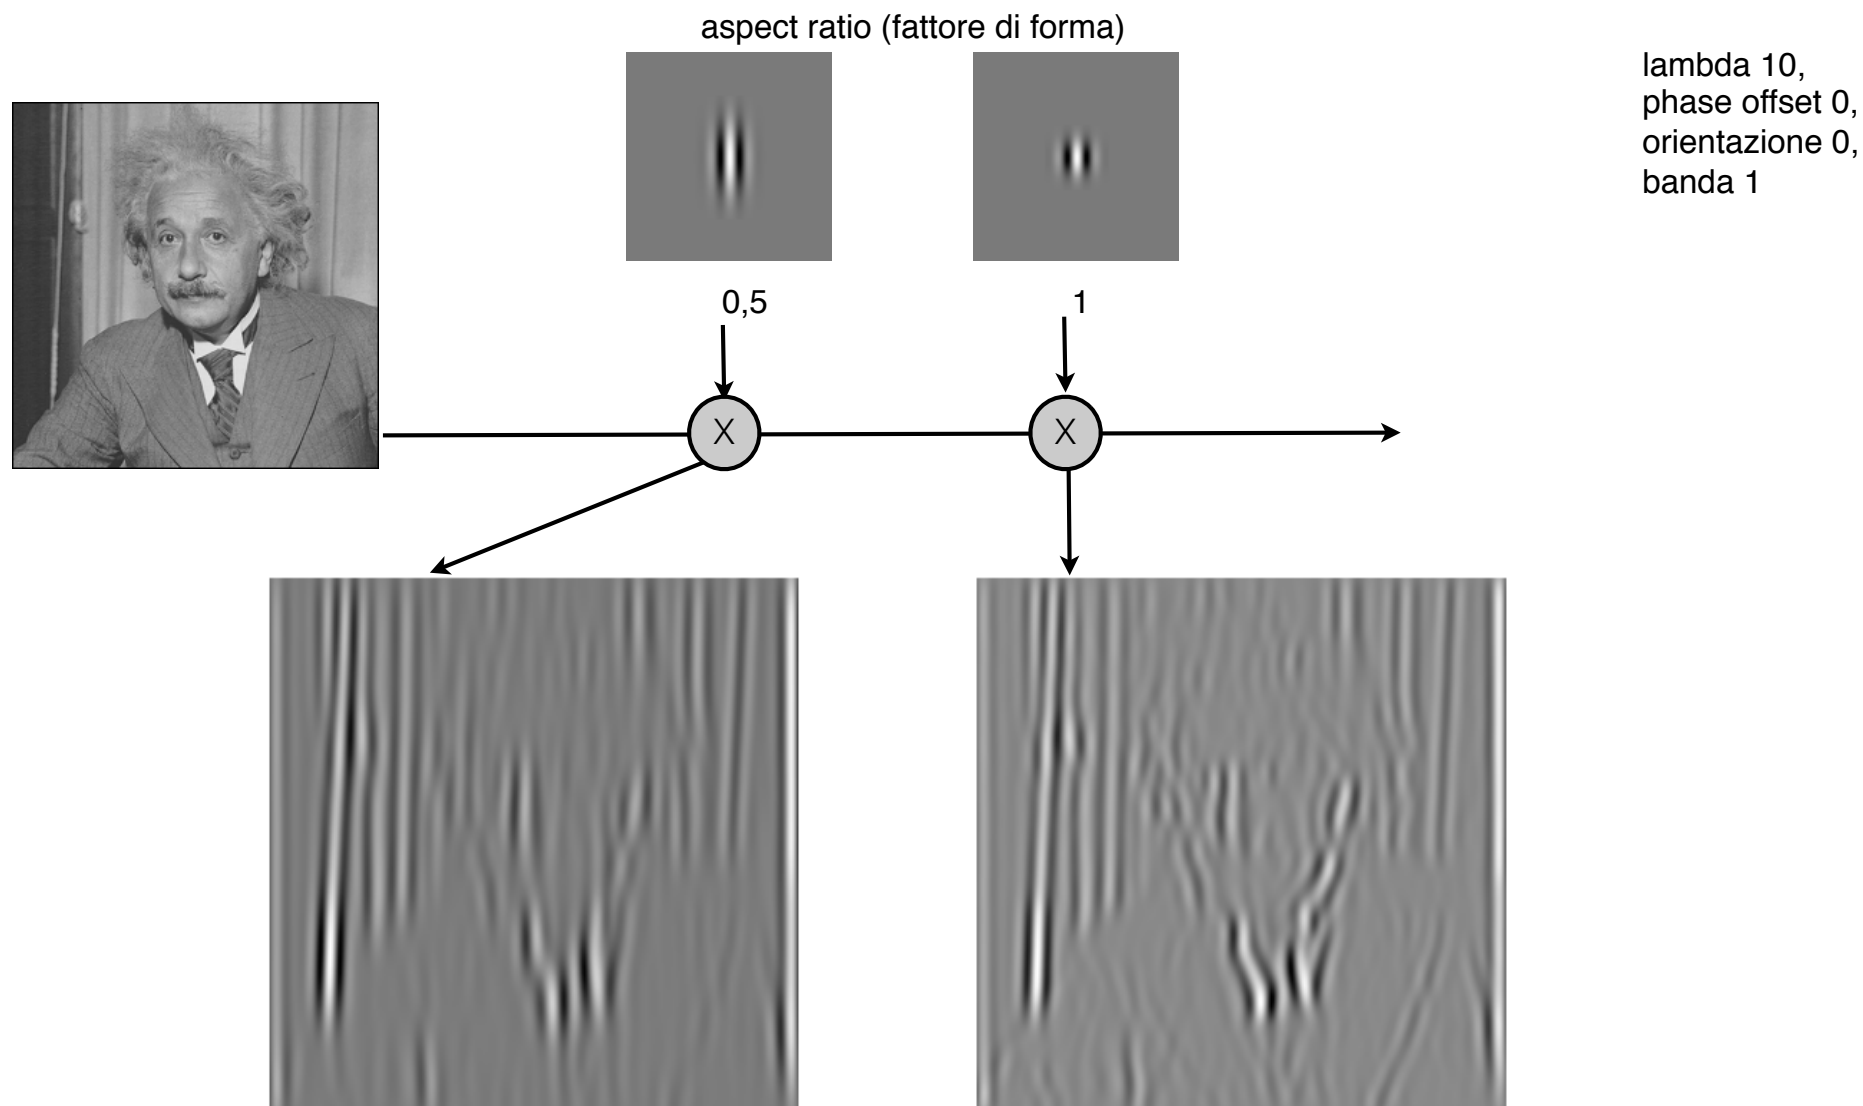 aspect ratio (fattore di forma)
lambda 10,
phase offset 0,
orientazione 0,
banda 1
0,5
1
X
X